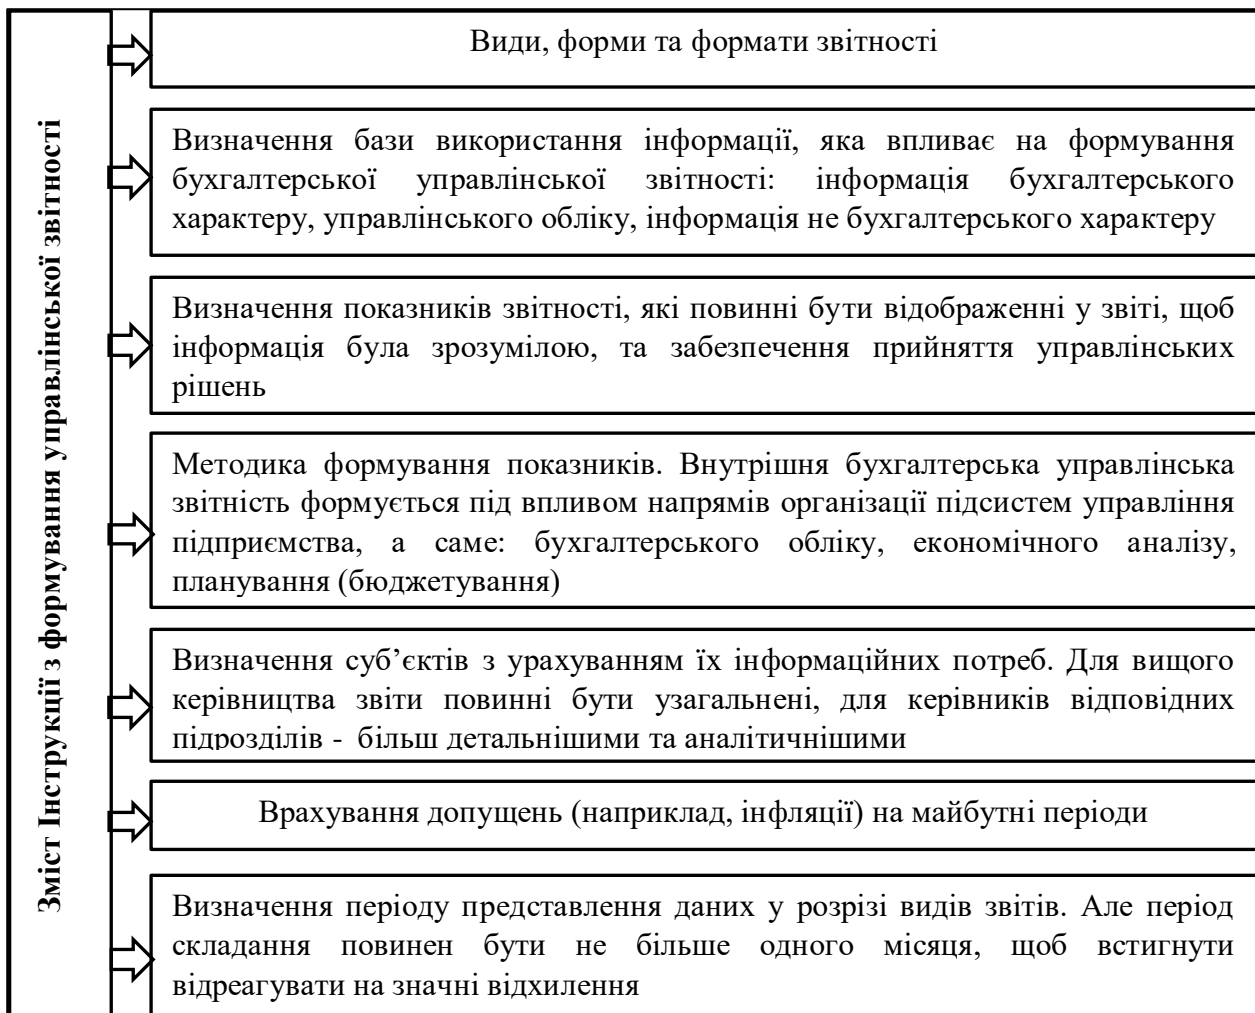 Зміст Інструкції з формування управлінської звітності
Види, форми та формати звітності
Визначення бази використання інформації, яка впливає на формування
бухгалтерської управлінської звітності: інформація бухгалтерського
характеру, управлінського обліку, інформація не бухгалтерського характеру
Визначення показників звітності, які повинні бути відображенні у звіті, щоб
інформація була зрозумілою, та забезпечення прийняття управлінських
рішень
Методика формування показників. Внутрішня бухгалтерська управлінська
звітність формується під впливом напрямів організації підсистем управління
підприємства, а саме: бухгалтерського обліку, економічного аналізу,
планування (бюджетування)
Визначення суб’єктів з урахуванням їх інформаційних потреб. Для вищого
керівництва звіти повинні бути узагальнені, для керівників відповідних
підрозділів - більш детальнішими та аналітичнішими
Врахування допущень (наприклад, інфляції) на майбутні періоди
Визначення періоду представлення даних у розрізі видів звітів. Але період
складання повинен бути не більше одного місяця, щоб встигнути
відреагувати на значні відхилення